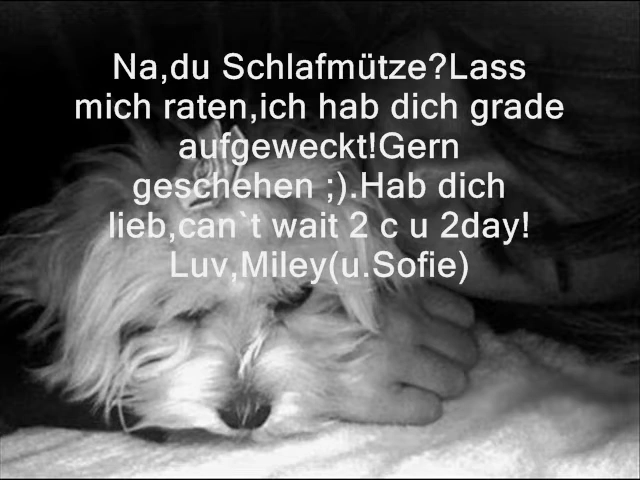 Na,du Schlafmütze?Lass
mich raten,ich hab dich grade
aufgeweckt!Gern
geschehen ;).Hab dich
lieb,can`t wait 2 c u 2day!
Luv,Miley(u.Sofie)